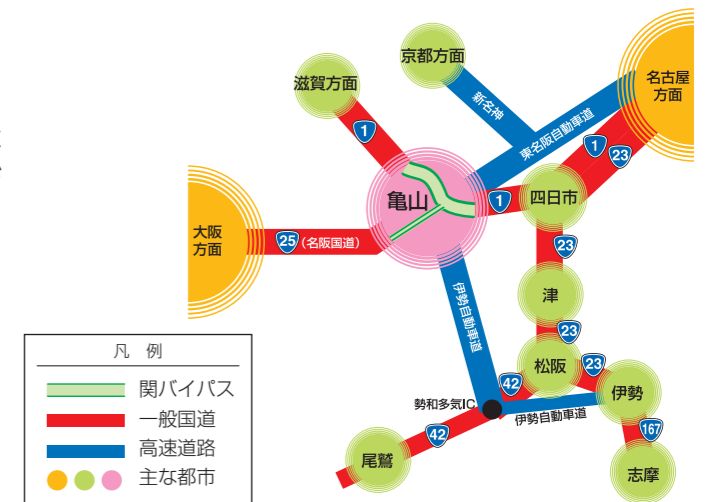 京都方面
滋賀方面
名古屋
方面
新名神
東名阪自動車道
1
1
23
亀山
1
四日市
大阪
方面
25
(名阪国道)
23
伊勢自動車道
津
23
松阪
23
42
伊勢
勢和多気IC
伊勢自動車道
42
167
尾鷲
志摩
凡 例
関バイパス
一般国道
高速道路
主な都市